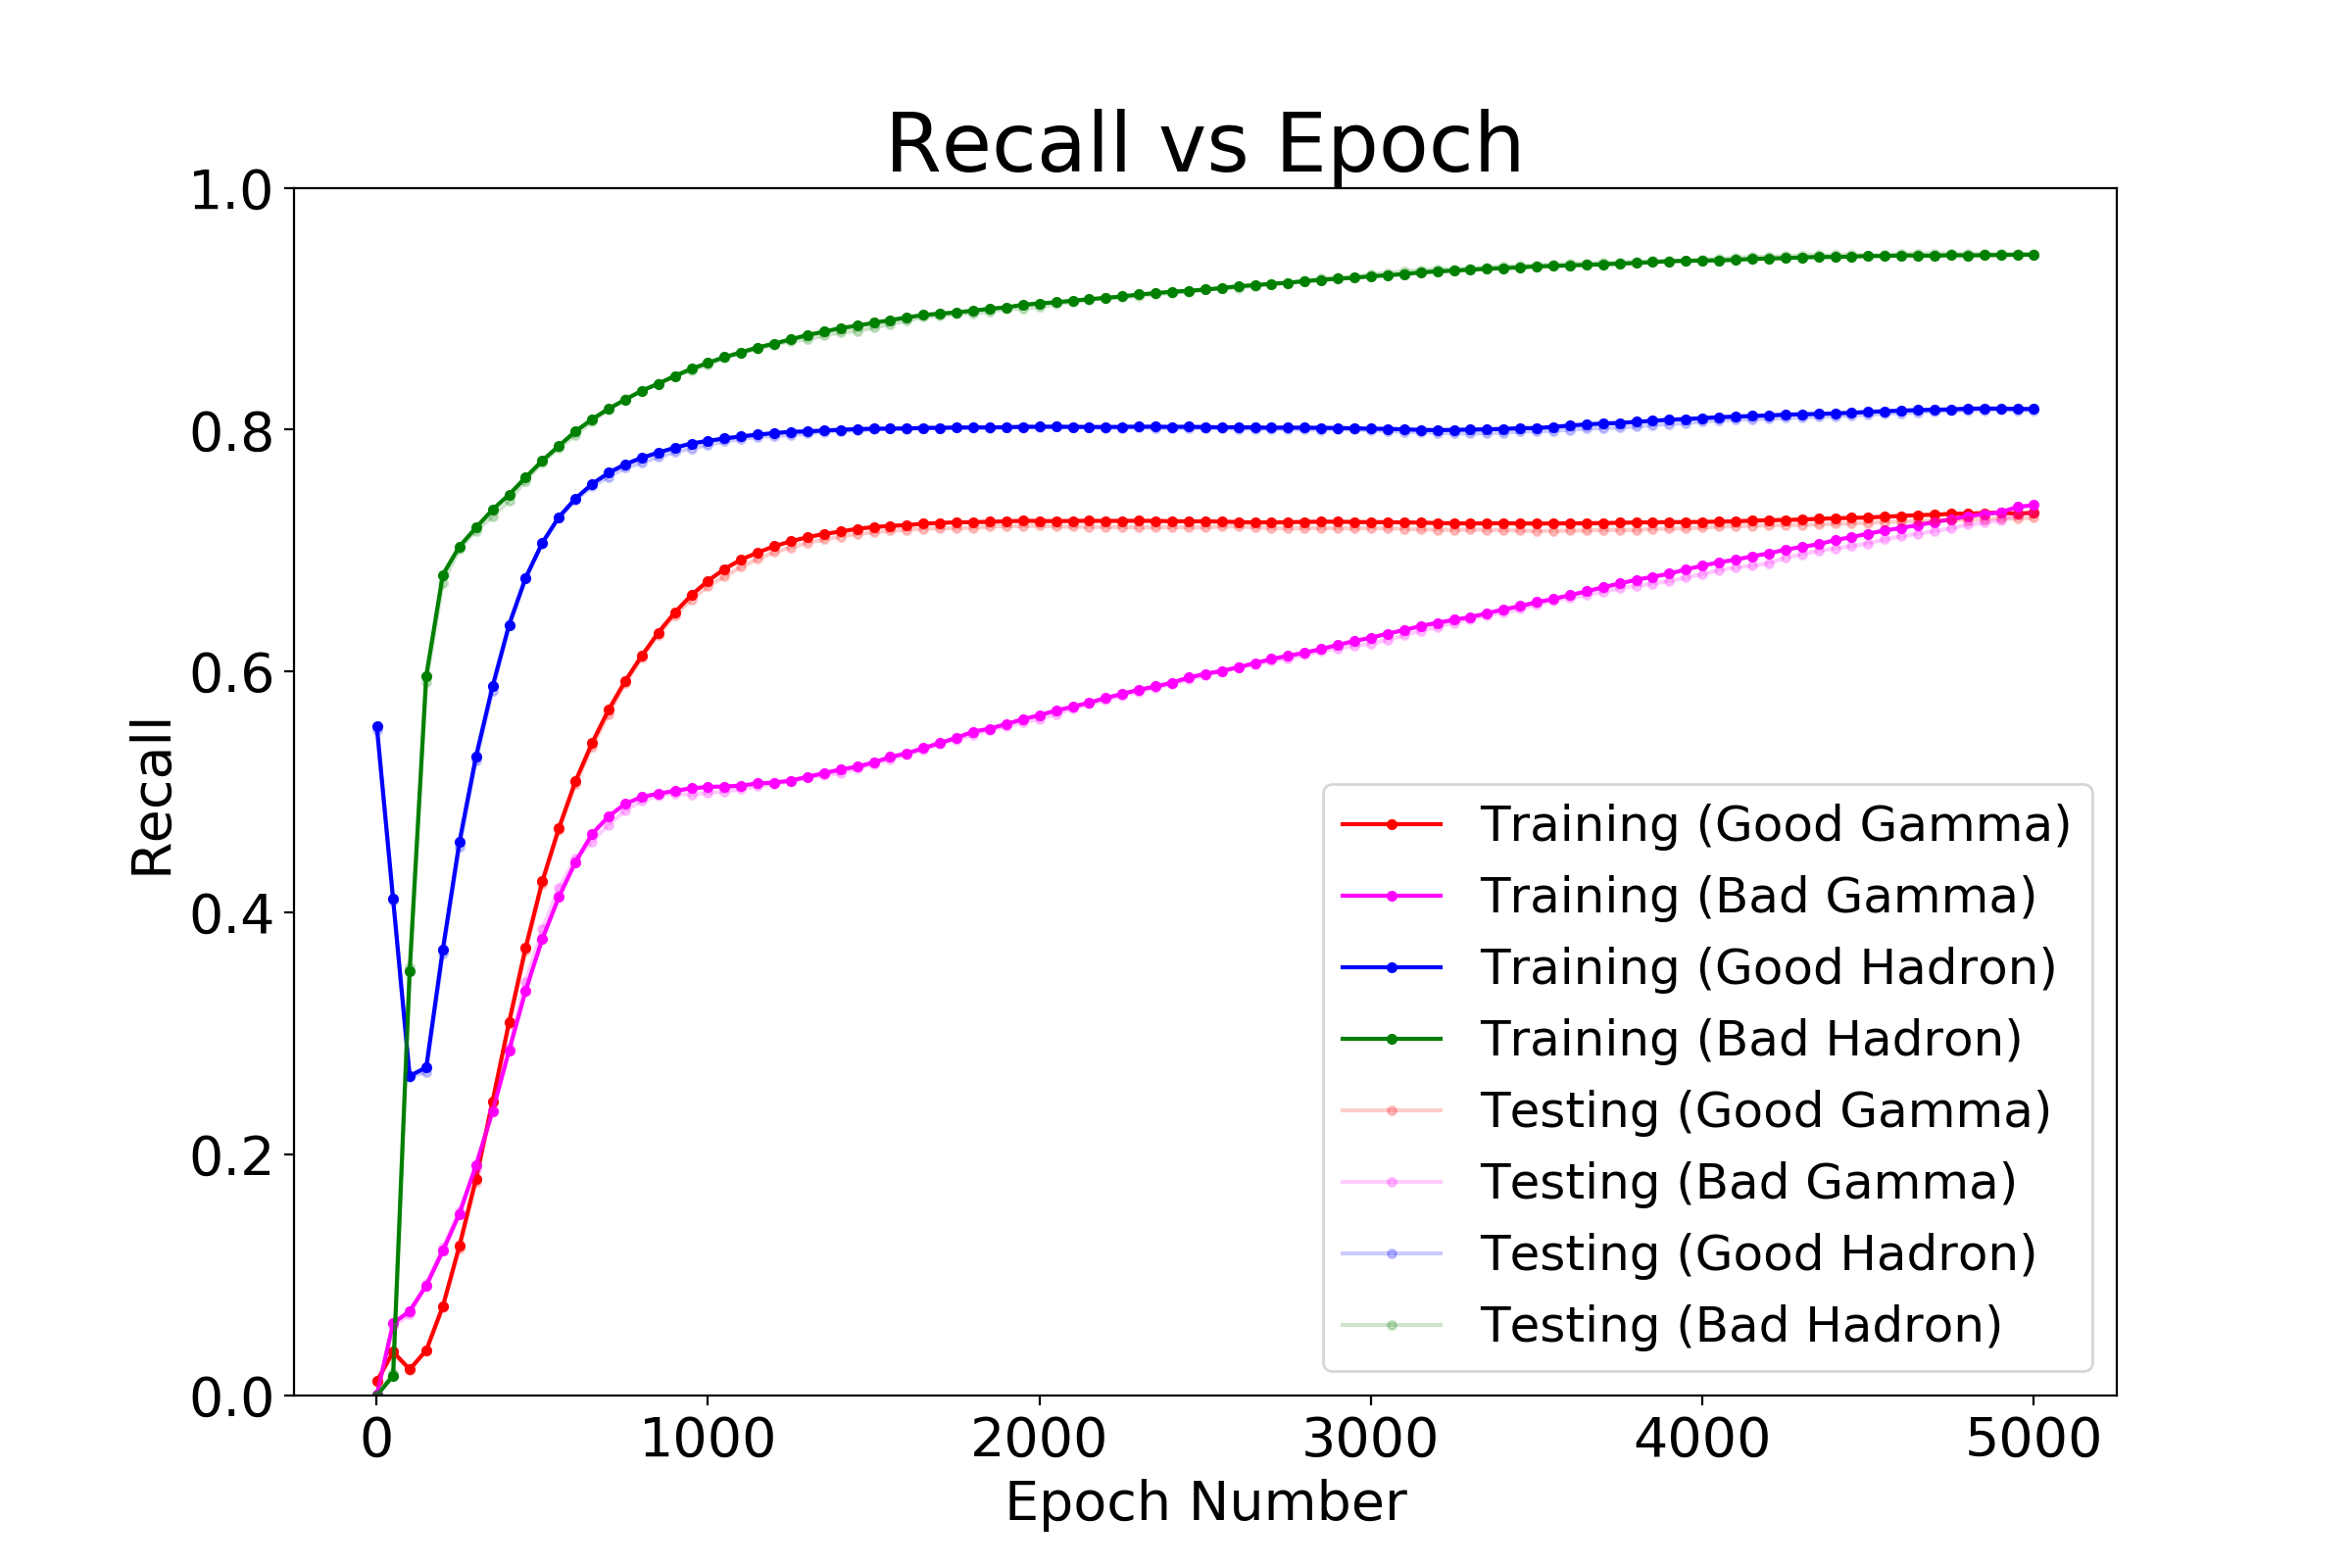 Recall vs Epoch
1.0
0.8
0.6
0.4
0.2
0.0
Recall
0
1000
2000
3000
4000
5000
Epoch Number
Training (Good Gamma)
Training (Bad Gamma)
Training (Good Hadron)
Training (Bad Hadron)
Testing (Good Gamma)
Testing (Bad Gamma)
Testing (Good Hadron)
Testing (Bad Hadron)